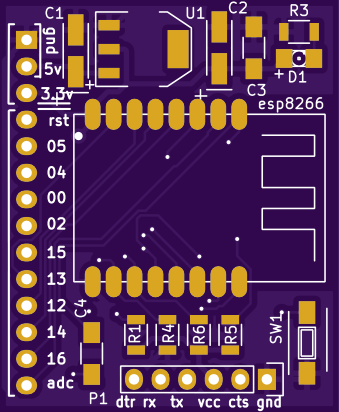 C1 U1 C2 R3
gnd
5v
+ D1
+
3.3v + C3
esp8266
rst
05
04
00
02
15
13
12
C4
14 R1 R4 R6 R5 SW1
16
adc
P1 dtr rx tx vcc cts gnd